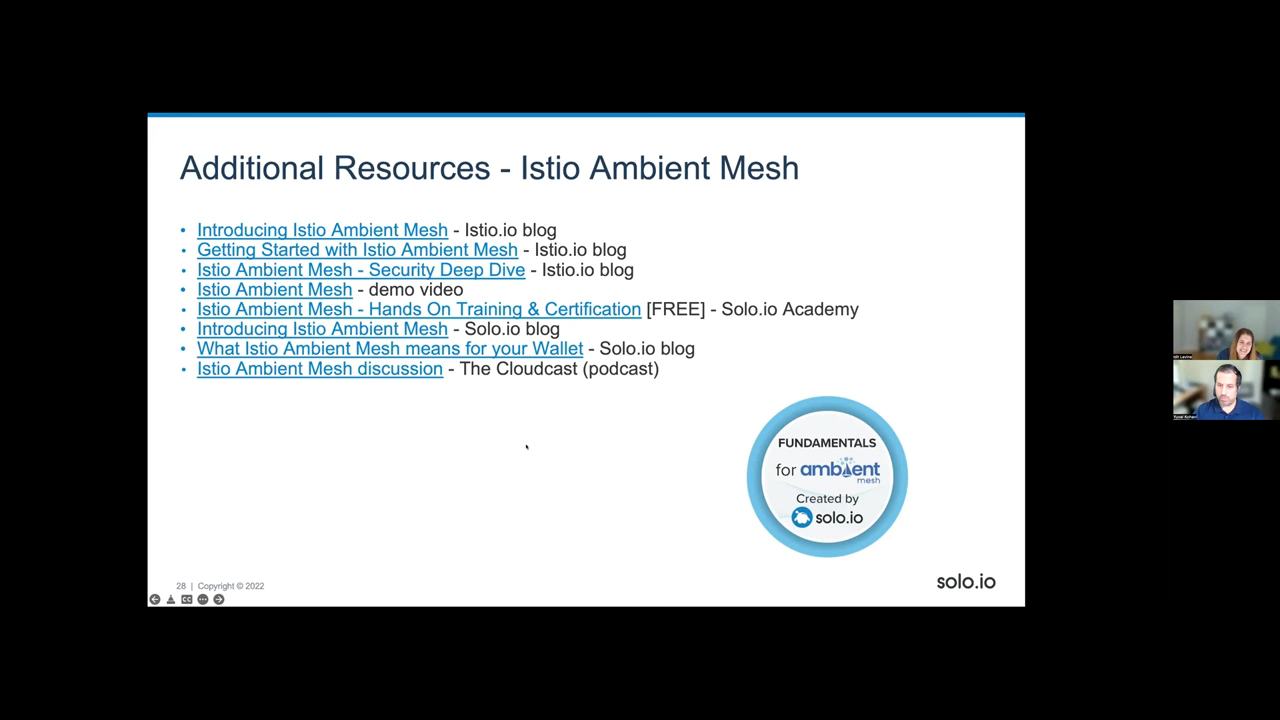 Additional Resources - Istio Ambient Mesh
• Introducing Istio Ambient Mesh - Istio.io blog
• Getting Started with Istio Ambient Mesh - Istio.io blog
• Istio Ambient Mesh - Security Deep Dive - Istio.io blog
• Istio Ambient Mesh - demo video
• Istio Ambient Mesh - Hands On Training & Certification [FREE] - Solo.io Academy
• Introducing Istio Ambient Mesh - Solo.io blog
• What Istio Ambient Mesh means for your Wallet - Solo.io blog
• Istio Ambient Mesh discussion - The Cloudcast (podcast)
FUNDAMENTALS
for ambient
mesh
Created by
solo.io
28 | Copyright © 2022
solo.io
CC
Levine